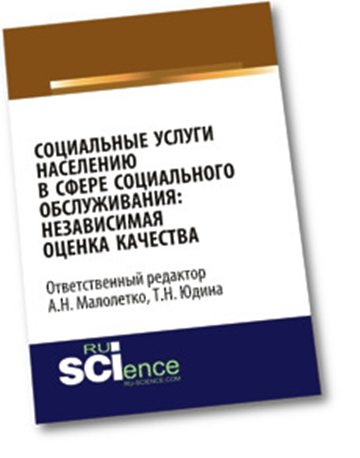 СОЦИАЛЬНЫЕ УСЛУГИ
НАСЕЛЕНИЮ
В СФЕРЕ СОЦИАЛЬНОГО
ОБСЛУЖИВАНИЯ:
НЕЗАВИСИМАЯ
ОЦЕНКА КАЧЕСТВА
Ответственный редактор
А.Н. Малолетко, Т.Н. Юдина
RU
SCIence
RU-SCIENCE.COM